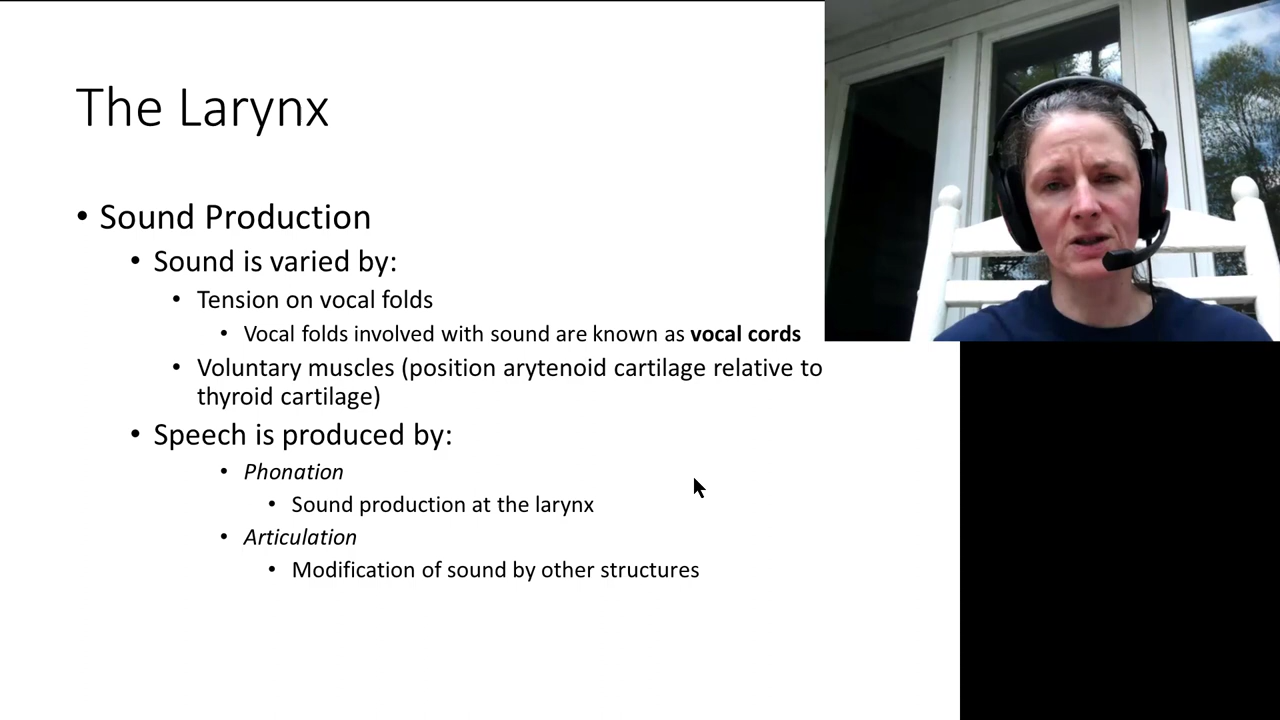 The Larynx
• Sound Production
• Sound is varied by:
• Tension on vocal folds
• Vocal folds involved with sound are known as vocal cords
• Voluntary muscles (position arytenoid cartilage relative to
thyroid cartilage)
• Speech is produced by:
• Phonation
• Sound production at the larynx
• Articulation
• Modification of sound by other structures